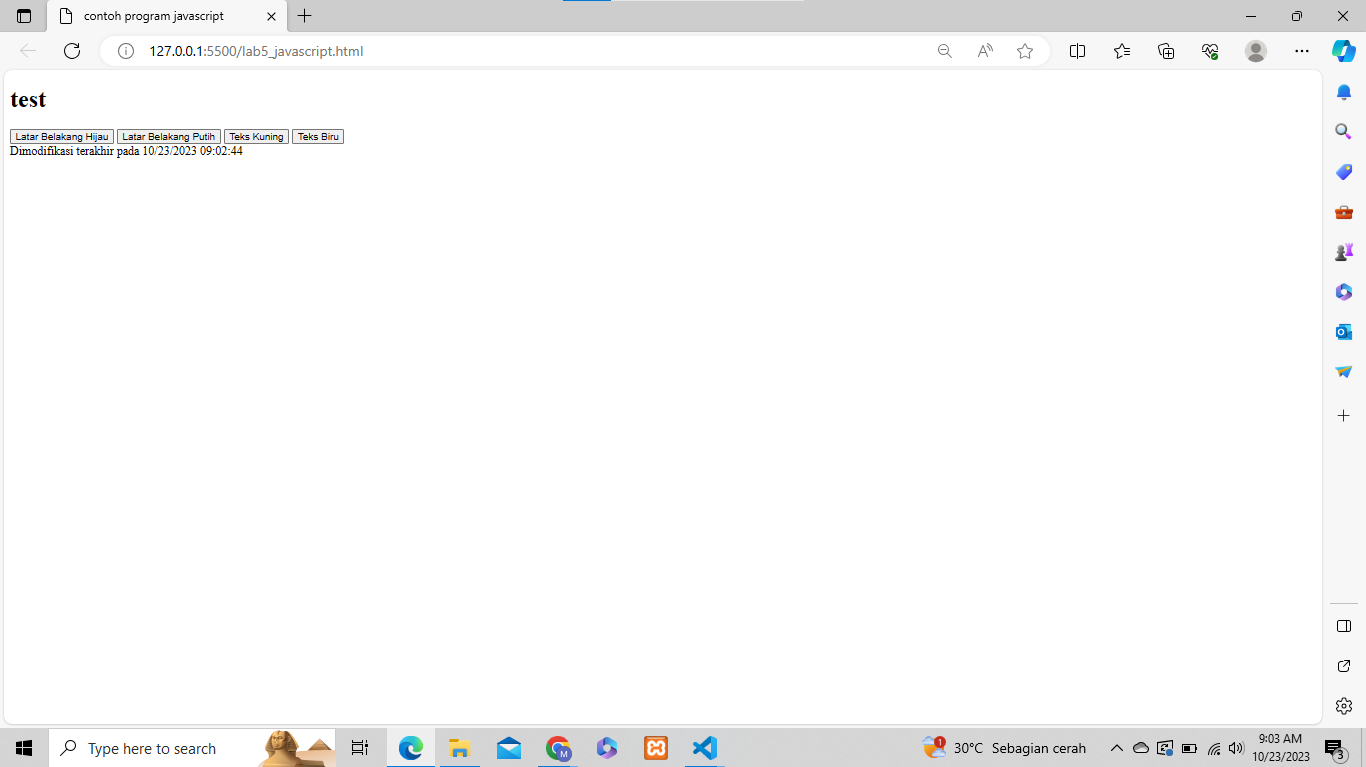 contoh program javascript
127.0.0.1:5500/lab5_javascript.html
test
Latar Belakang Hijau Latar Belakang Putih Teks Kuning Teks Biru
Dimodifikasi terakhir pada 10/23/2023 09:02:44
Type here to search
M
1
30°C Sebagian cerah
9:03 AM
10/23/2023
3